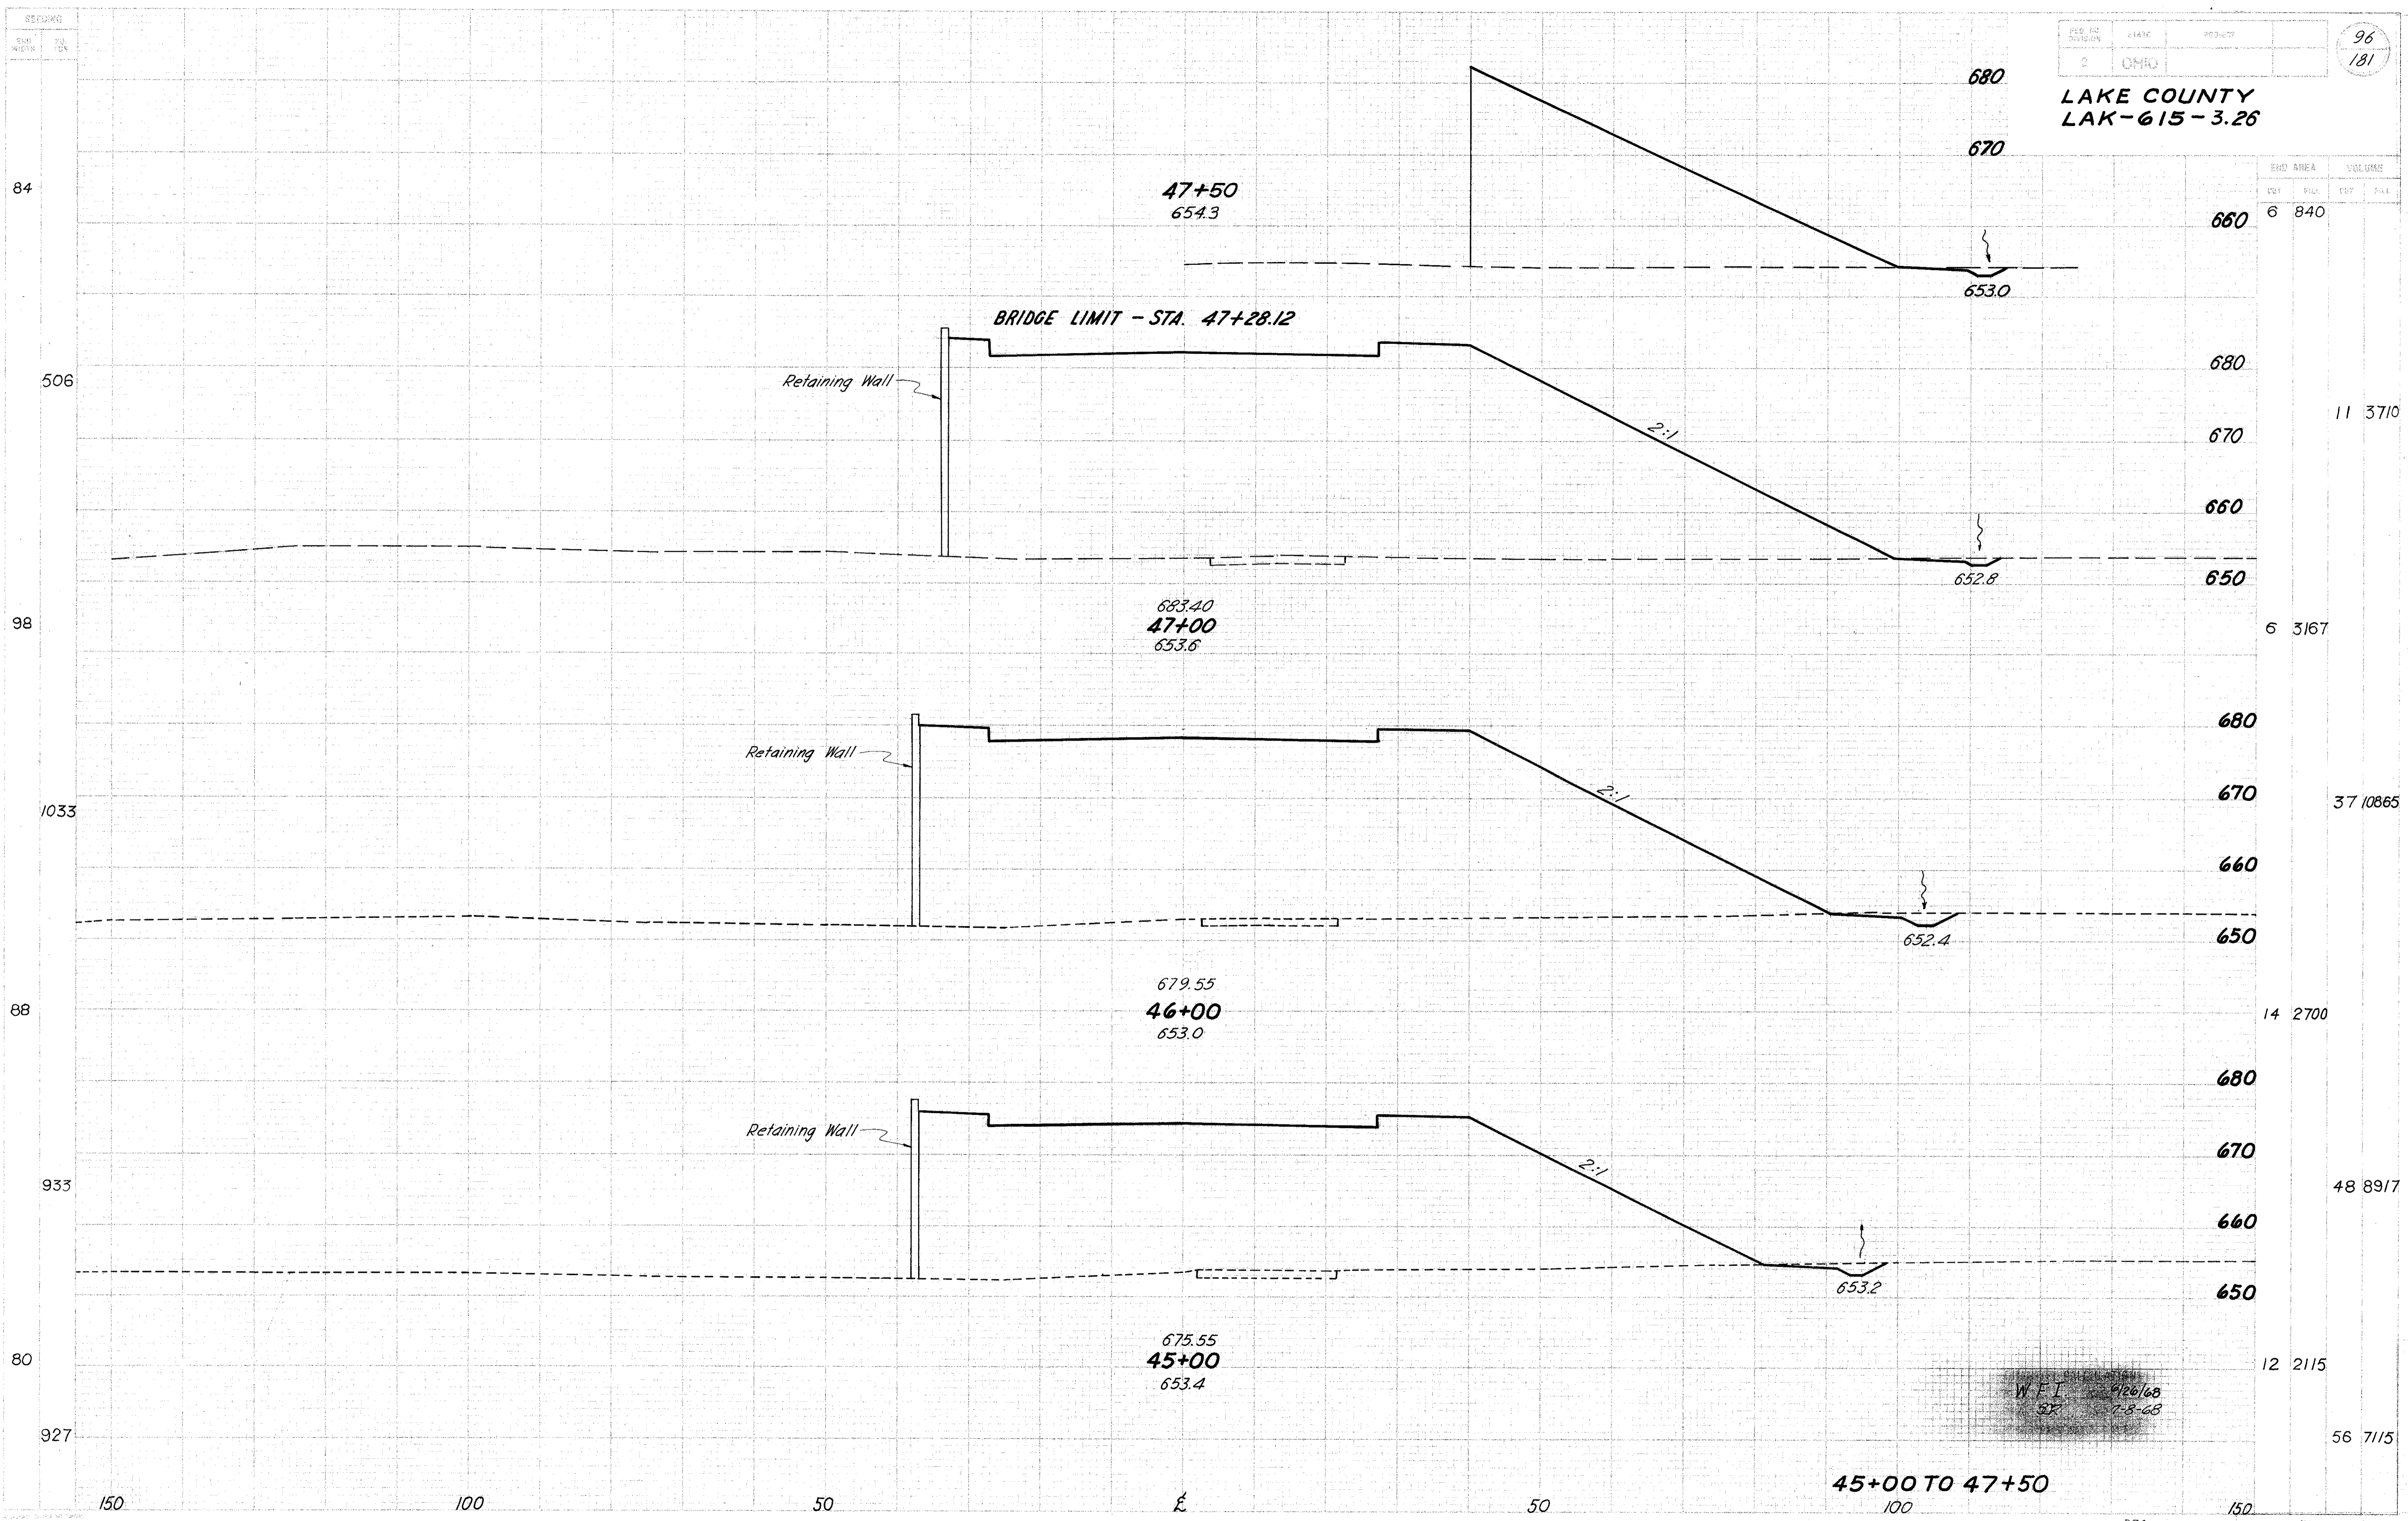 SEEDING
END WIDTH
SQ. YDS.
FED. RD. DIVISION
STATE
PROJECT
2
OHIO
96
181
LAKE COUNTY
LAK-615-3.26
END AREA
VOLUME
CUT
FILL
CUT
FILL
680
670
84
47+50
654.3
660
6 840
653.0
BRIDGE LIMIT - STA. 47+28.12
680
506
Retaining Wall
11 3710
2:1
670
660
652.8
650
683.40
98
47+00
6 3167
653.6
680
Retaining Wall
2:1
670
37 10865
1033
660
652.4
650
679.55
88
46+00
14 2700
653.0
680
Retaining Wall
670
2:1
933
48 8917
660
653.2
650
675.55
80
45+00
12 2115
653.4
W F I 6/26/68
7-8-68
927
56 7115
45+00 TO 47+50
150
100
50
℄
50
100
150